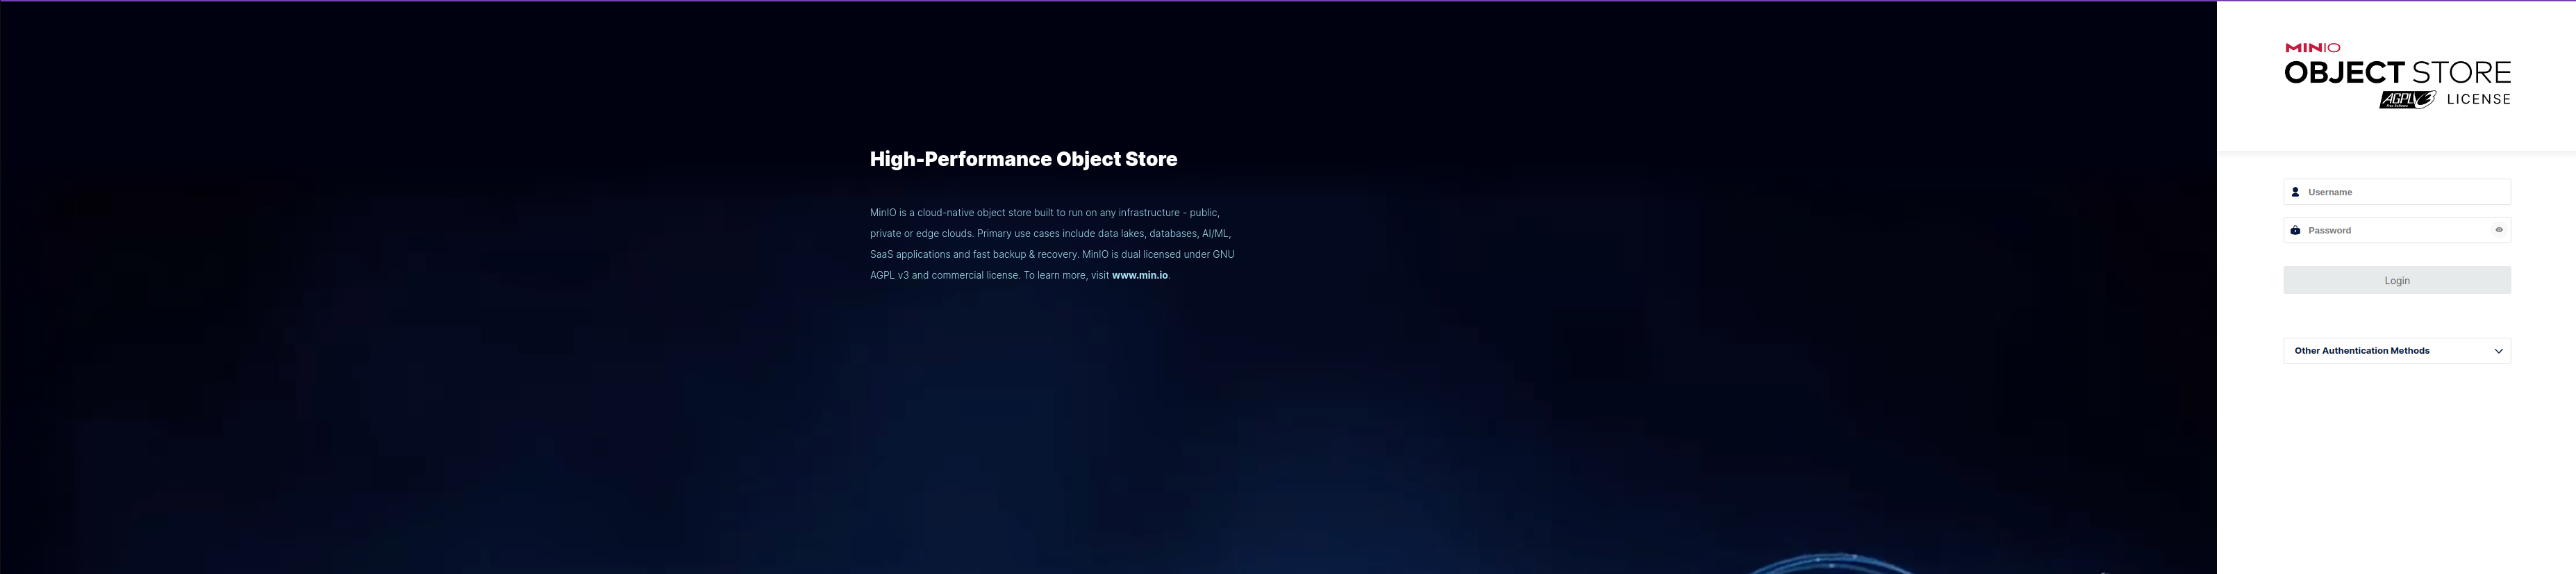 High-Performance Object Store
MinIO is a cloud-native object store built to run on any infrastructure - public,
private or edge clouds. Primary use cases include data lakes, databases, AI/ML,
SaaS applications and fast backup & recovery. MinIO is dual licensed under GNU
AGPL v3 and commercial license. To learn more, visit www.min.io.
MINIO
OBJECT STORE
AGPLv3 LICENSE
Username
Password
Login
Other Authentication Methods